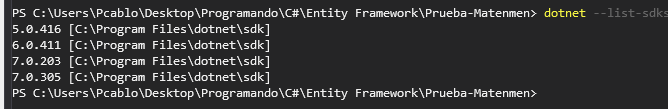 PS C:\Users\Pcablo\Desktop\Programando\C#\Entity Framework\Prueba-Matenmen> dotnet --list-sdks
5.0.416 [C:\Program Files\dotnet\sdk]
6.0.411 [C:\Program Files\dotnet\sdk]
7.0.203 [C:\Program Files\dotnet\sdk]
7.0.305 [C:\Program Files\dotnet\sdk]
PS C:\Users\Pcablo\Desktop\Programando\C#\Entity Framework\Prueba-Matenmen>